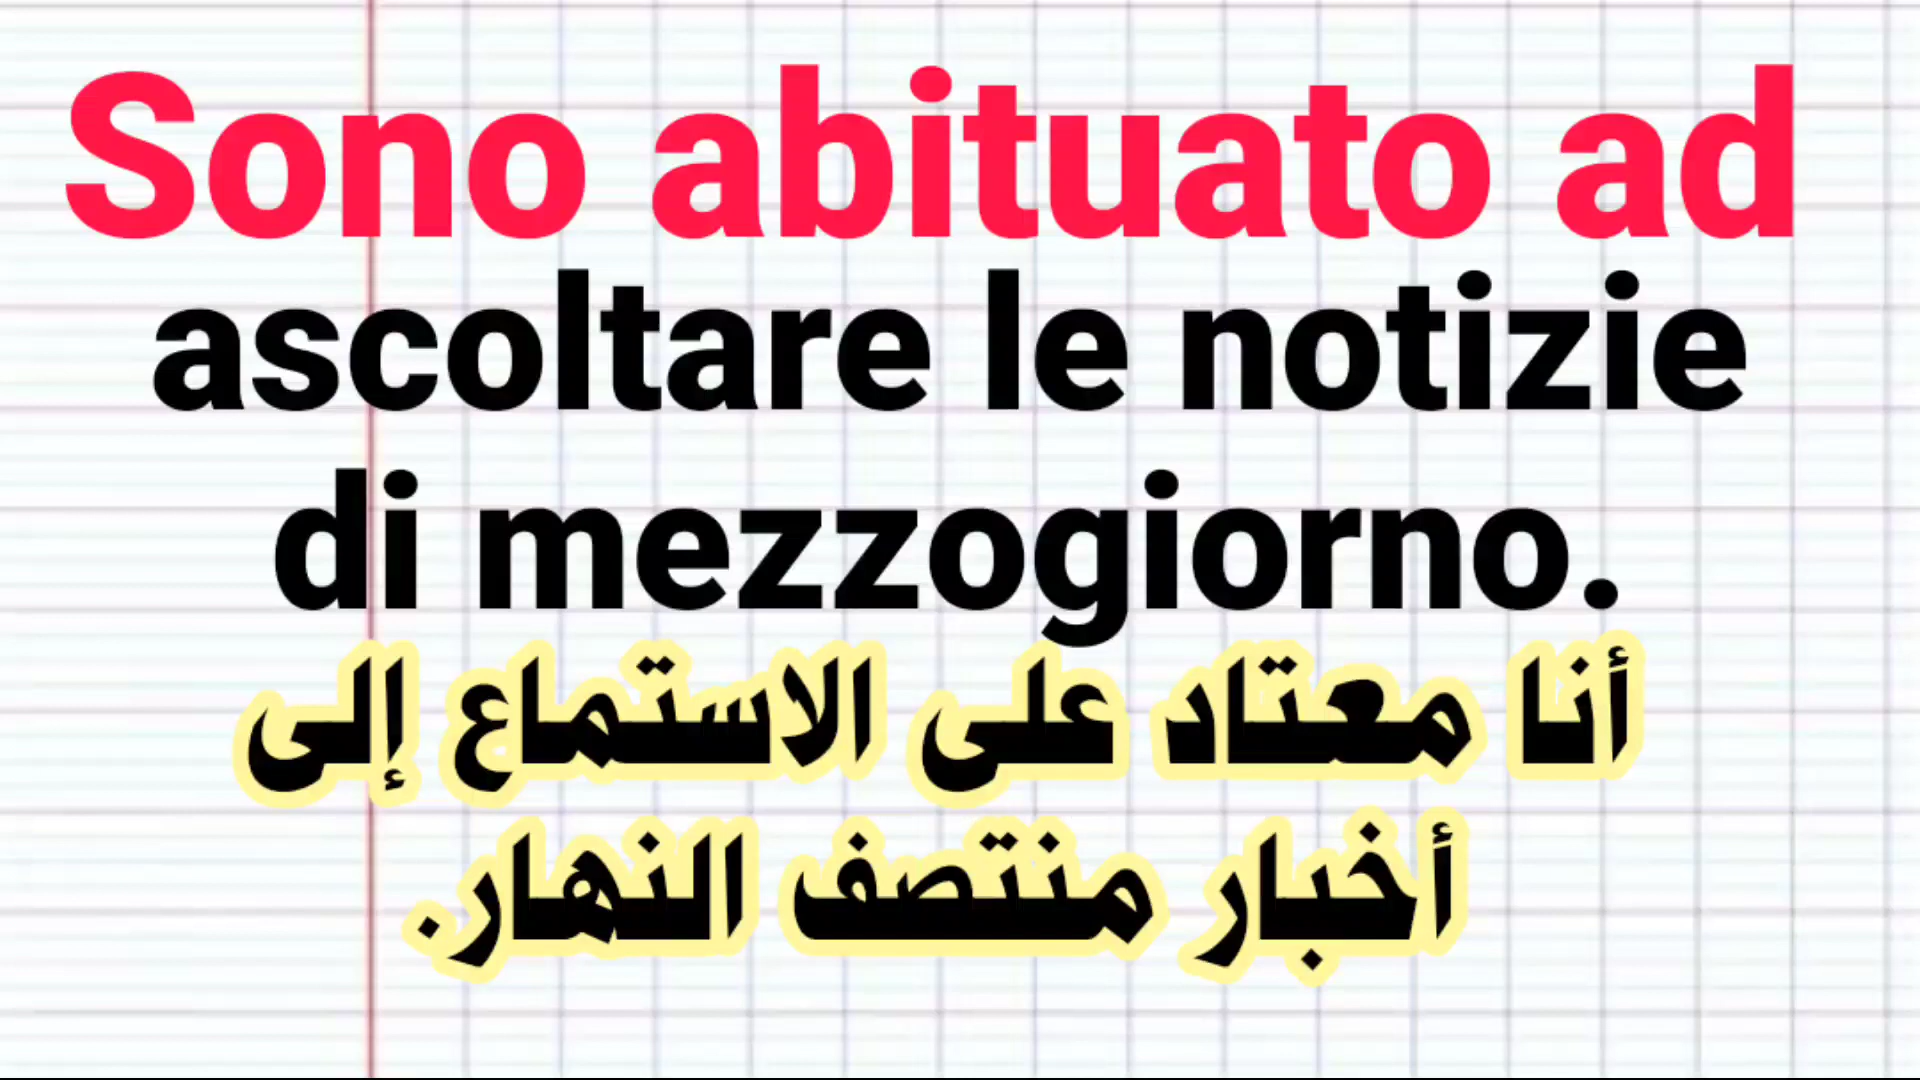 Sono abituato ad
ascoltare le notizie
di mezzogiorno.
أنا معتاد على الاستماع إلى
أخبار منتصف النهار.